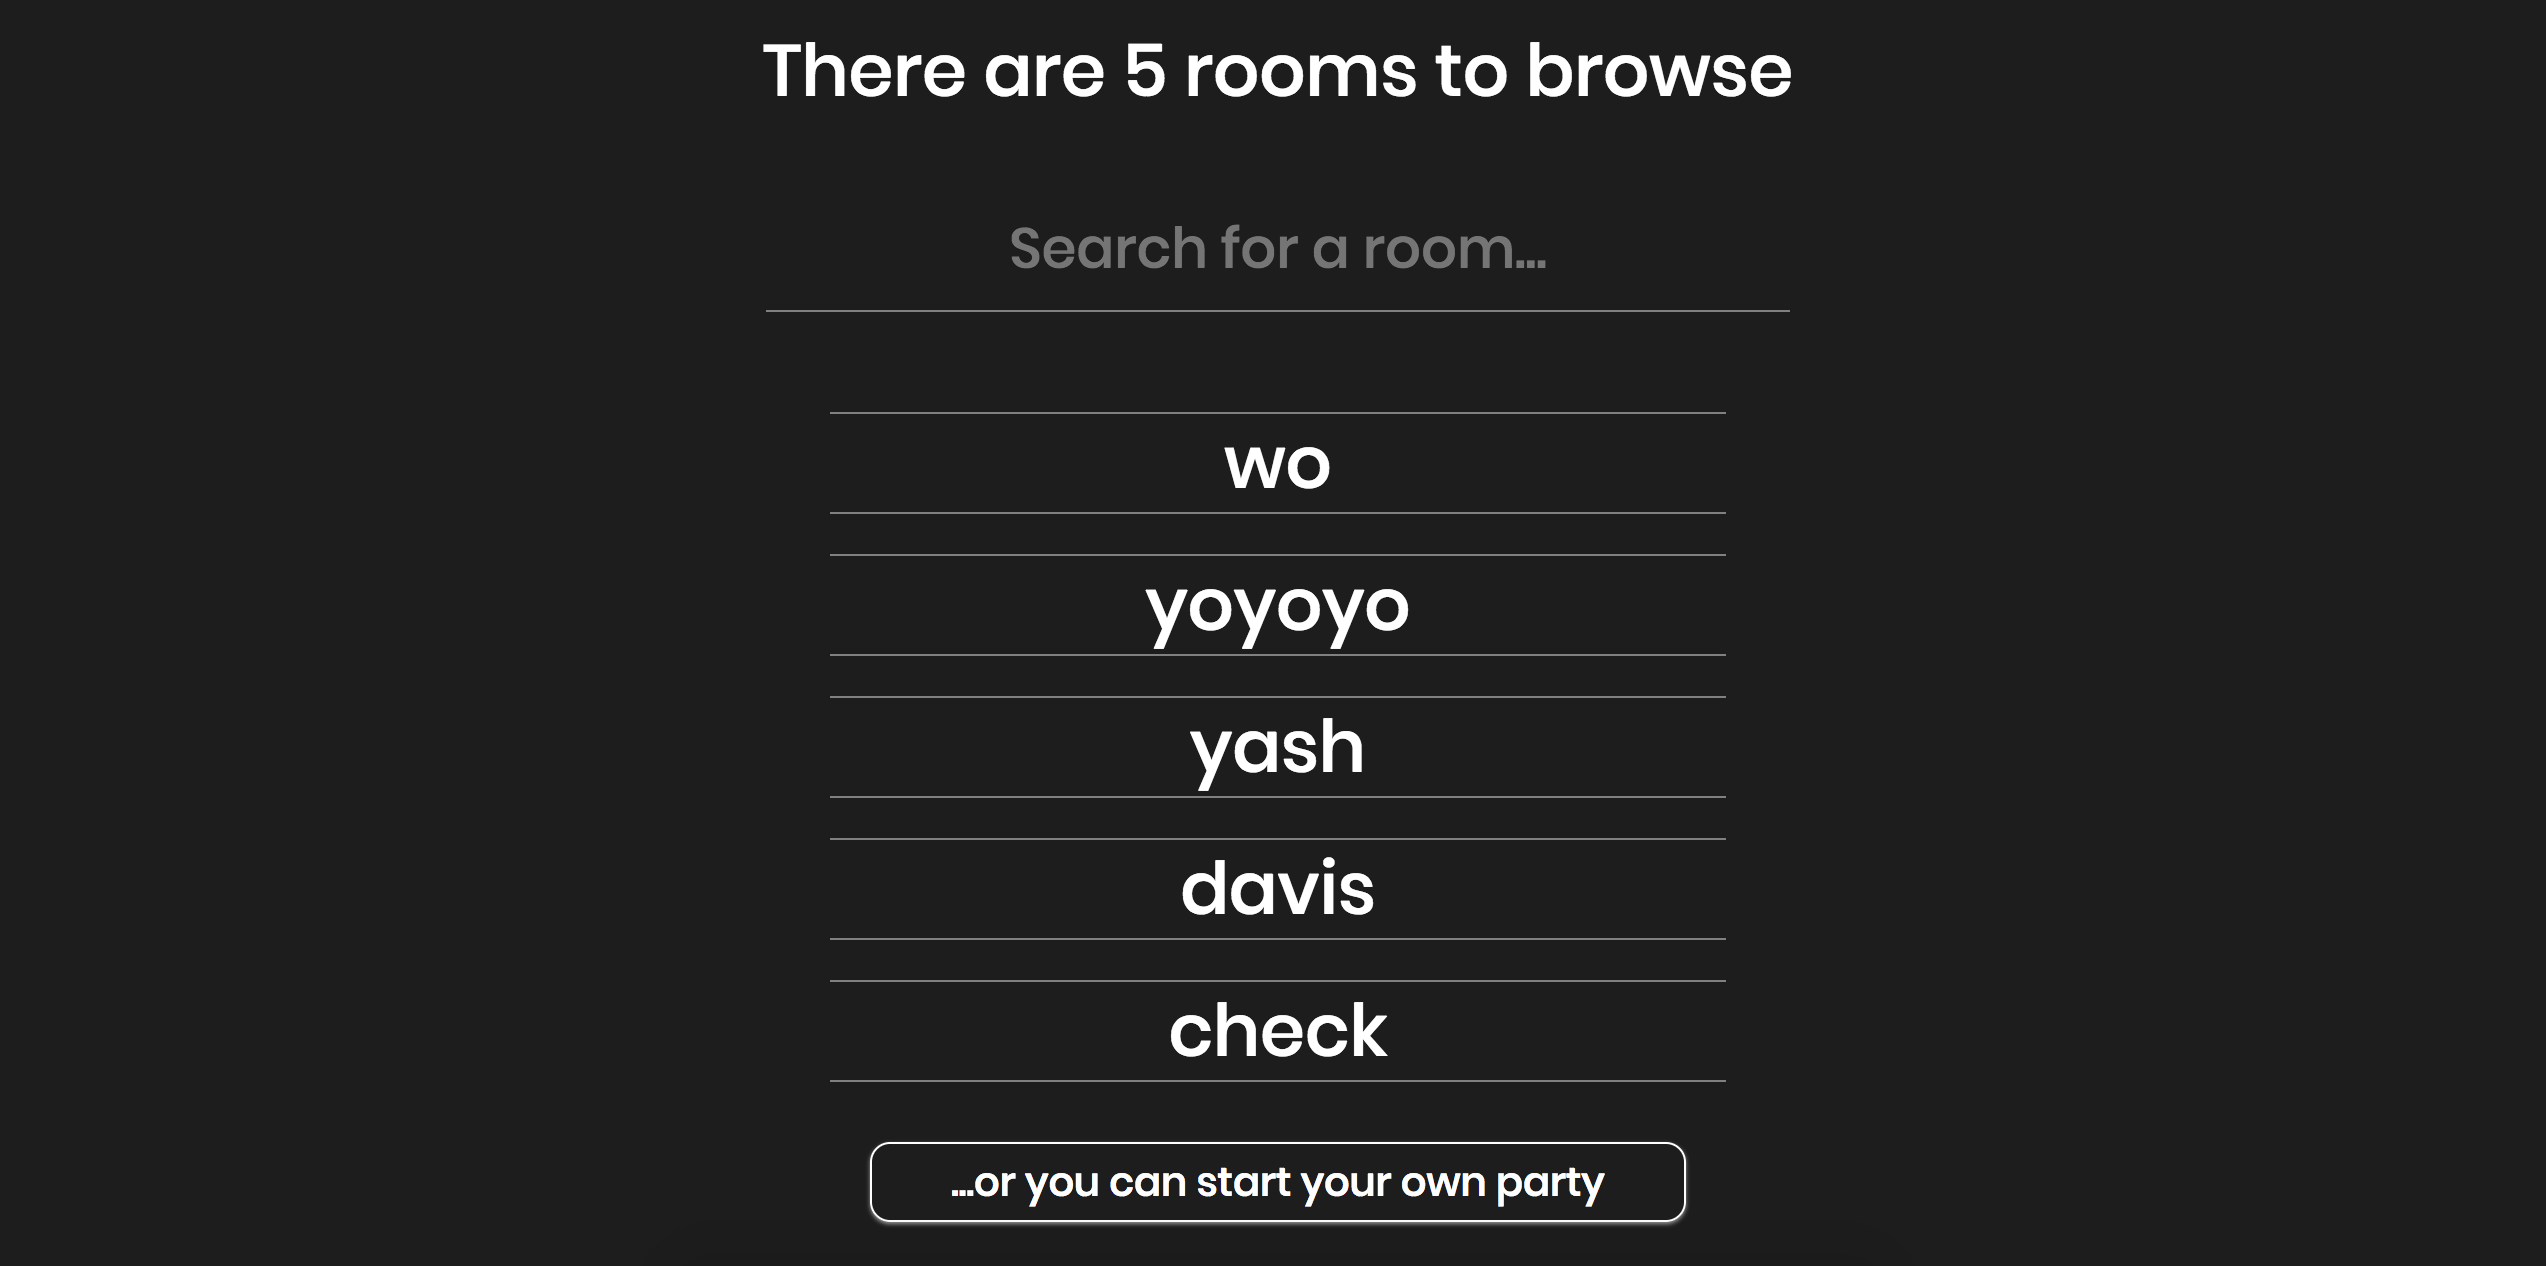 There are 5 rooms to browse
Search for a room...
wo
yoyoyo
yash
davis
check
...or you can start your own party